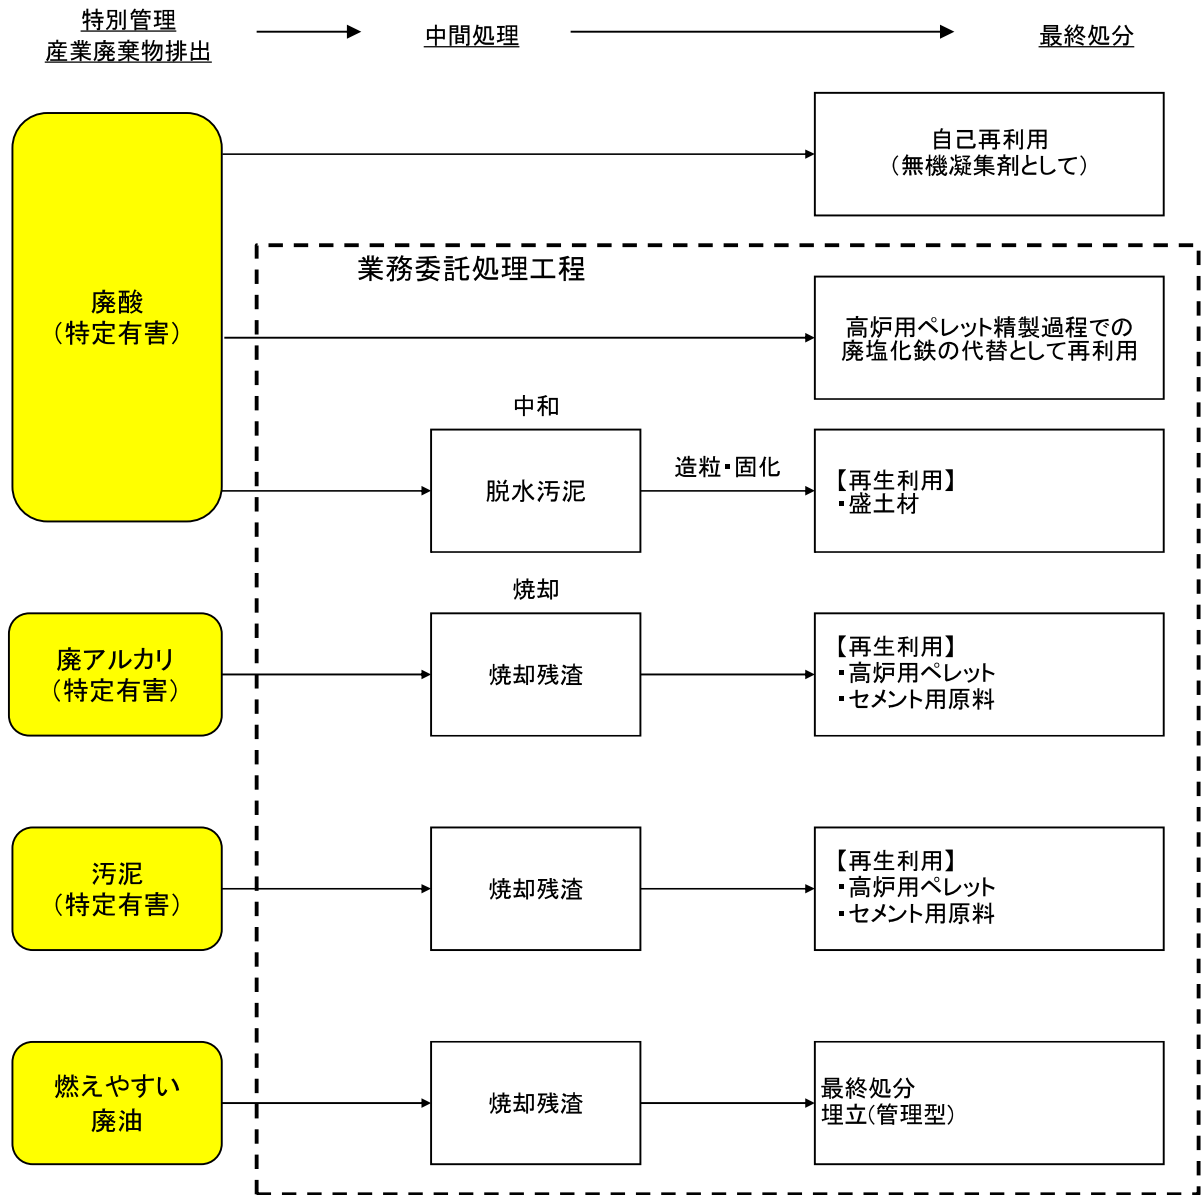 特別管理
産業廃棄物排出
中間処理
最終処分
自己再利用
（無機凝集剤として）
業務委託処理工程
廃酸
（特定有害）
高炉用ペレット精製過程での
廃塩化鉄の代替として再利用
中和
脱水汚泥
造粒・固化
【再生利用】
・盛土材
焼却
廃アルカリ
（特定有害）
焼却残渣
【再生利用】
・高炉用ペレット
・セメント用原料
汚泥
（特定有害）
焼却残渣
【再生利用】
・高炉用ペレット
・セメント用原料
燃えやすい
廃油
焼却残渣
最終処分
埋立(管理型)